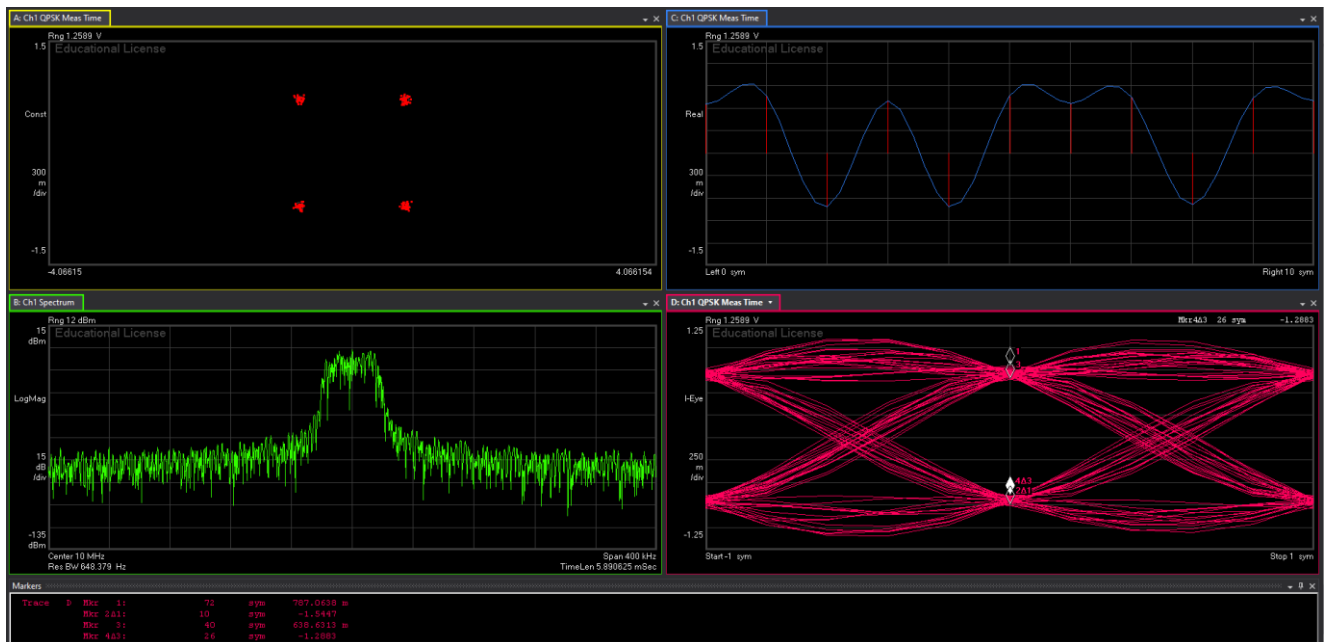 A: Ch1 QPSK Meas Time
Rng 1.2589 V
1.5
Educational License
Const
300
m
/div
-1.5
-4.06615
4.066154
C: Ch1 QPSK Meas Time
Rng 1.2589 V
1.5
Educational License
Real
300
m
/div
-1.5
Left 0 sym
Right 10 sym
B: Ch1 Spectrum
Rng 12 dBm
15
dBm
Educational License
LogMag
15
dB
/div
-135
dBm
Center 10 MHz
Span 400 kHz
Res BW 648.379 Hz
TimeLen 5.890625 mSec
D: Ch1 QPSK Meas Time
Rng 1.2589 V
Mkr4Δ3 26 sym -1.2883
1.25
Educational License
1
3
I-Eye
250
m
/div
4Δ3
2Δ1
-1.25
Start -1 sym
Stop 1 sym
Markers
Trace D Mkr 1: 72 sym 787.0638 m
Mkr 2Δ1: 10 sym -1.5447
Mkr 3: 40 sym 638.6313 m
Mkr 4Δ3: 26 sym -1.2883